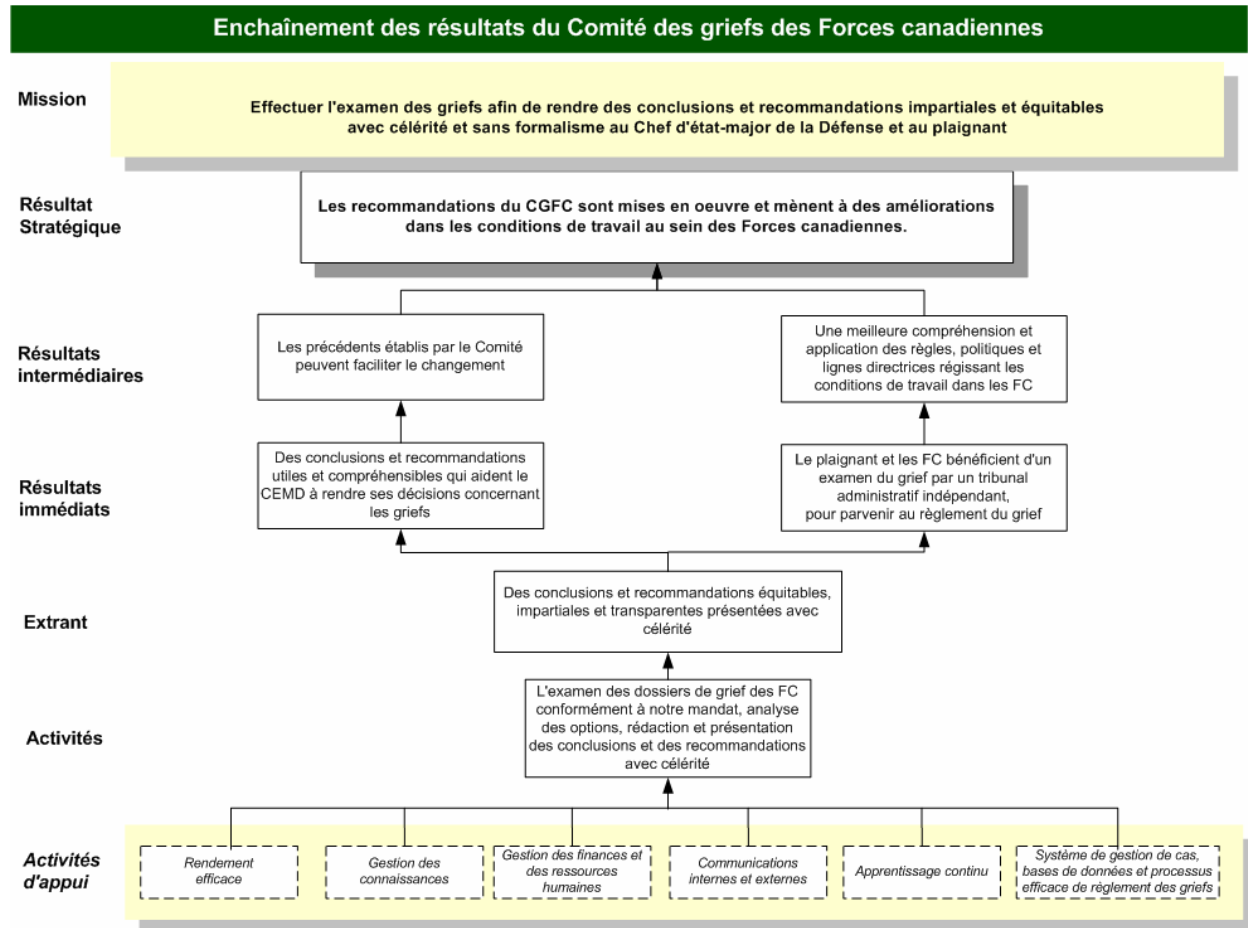 Enchaînement des résultats du Comité des griefs des Forces canadiennes
Mission
Effectuer l'examen des griefs afin de rendre des conclusions et recommandations impartiales et équitables
avec célérité et sans formalisme au Chef d'état-major de la Défense et au plaignant
Résultat
Stratégique
Les recommandations du CGFC sont mises en oeuvre et mènent à des améliorations
dans les conditions de travail au sein des Forces canadiennes.
Résultats
intermédiaires
Les précédents établis par le Comité
peuvent faciliter le changement
Une meilleure compréhension et
application des règles, politiques et
lignes directrices régissant les
conditions de travail dans les FC
Résultats
immédiats
Des conclusions et recommandations
utiles et compréhensibles qui aident le
CEMD à rendre ses décisions concernant
les griefs
Le plaignant et les FC bénéficient d'un
examen du grief par un tribunal
administratif indépendant,
pour parvenir au règlement du grief
Extrant
Des conclusions et recommandations équitables,
impartiales et transparentes présentées avec
célérité
Activités
L'examen des dossiers de grief des FC
conformément à notre mandat, analyse
des options, rédaction et présentation
des conclusions et des recommandations
avec célérité
Activités
d'appui
Rendement
efficace
Gestion des
connaissances
Gestion des finances et
des ressources
humaines
Communications
internes et externes
Apprentissage continu
Système de gestion de cas,
bases de données et processus
efficace de règlement des griefs